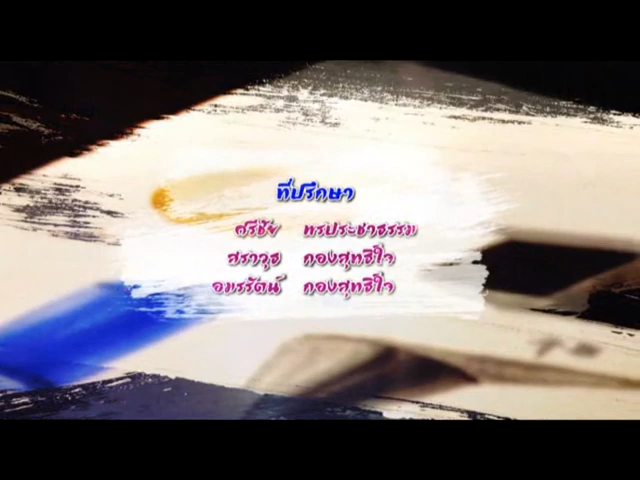 ที่ปรึกษา
ศรีชัย พรประชาธรรม
สราวุธ กองสุทธิใจ
อมรรัตน์ กองสุทธิใจ